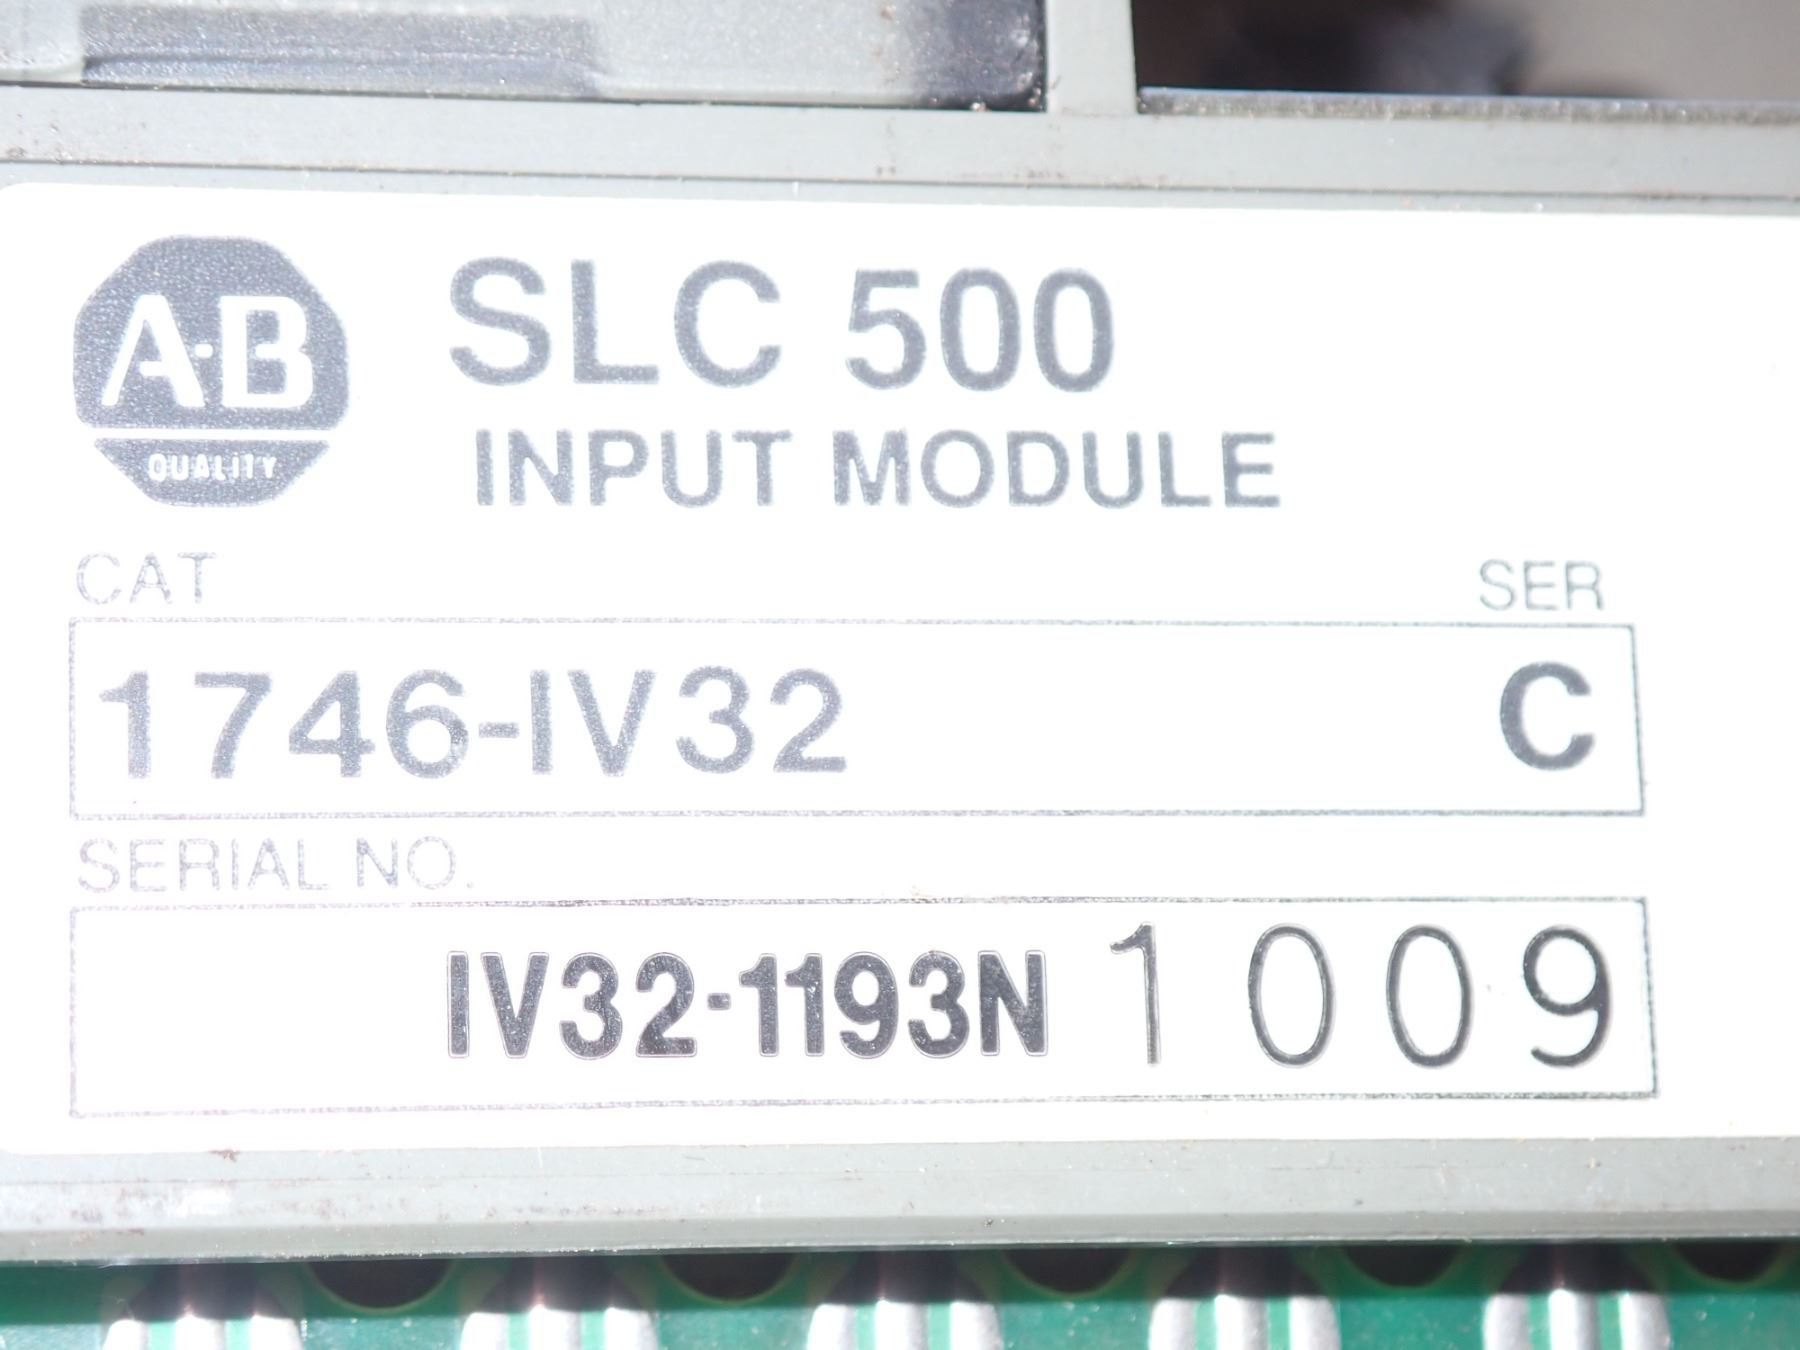 A·B
QUALITY
SLC 500
INPUT MODULE
CAT SER
1746-IV32 C
SERIAL NO.
IV32-1193N 1009